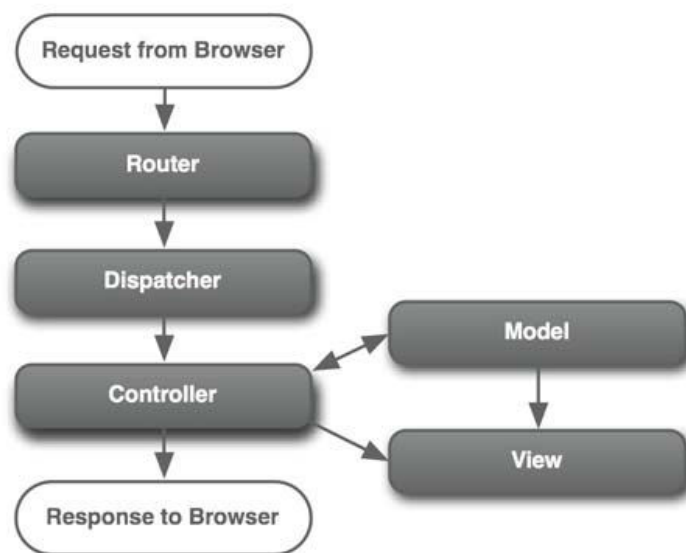 Request from Browser
Router
Dispatcher
Model
Controller
View
Response to Browser